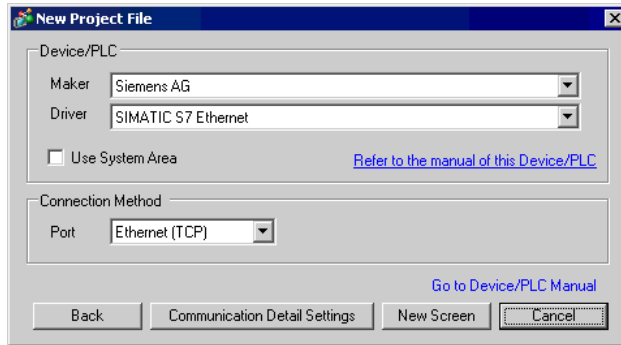 New Project File
Device/PLC
Maker Siemens AG
Driver SIMATIC S7 Ethernet
Use System Area Refer to the manual of this Device/PLC
Connection Method
Port Ethernet (TCP)
Go to Device/PLC Manual
Back Communication Detail Settings New Screen Cancel